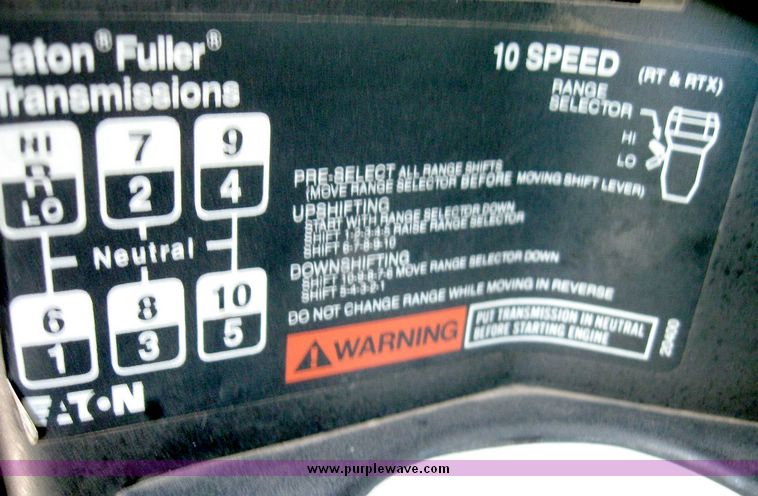 Eaton® Fuller®
Transmissions
10 SPEED (RT & RTX)
RANGE
SELECTOR
HI
LO
HI
R
LO
7
2
9
4
Neutral
6
1
8
3
10
5
PRE-SELECT ALL RANGE SHIFTS
(MOVE RANGE SELECTOR BEFORE MOVING SHIFT LEVER)
UPSHIFTING
START WITH RANGE SELECTOR DOWN
SHIFT 1-2-3-4-5 RAISE RANGE SELECTOR
SHIFT 6-7-8-9-10
DOWNSHIFTING
SHIFT 10-9-8-7-6 MOVE RANGE SELECTOR DOWN
SHIFT 5-4-3-2-1
DO NOT CHANGE RANGE WHILE MOVING IN REVERSE
WARNING
PUT TRANSMISSION IN NEUTRAL
BEFORE STARTING ENGINE
EATON
www.purplewave.com